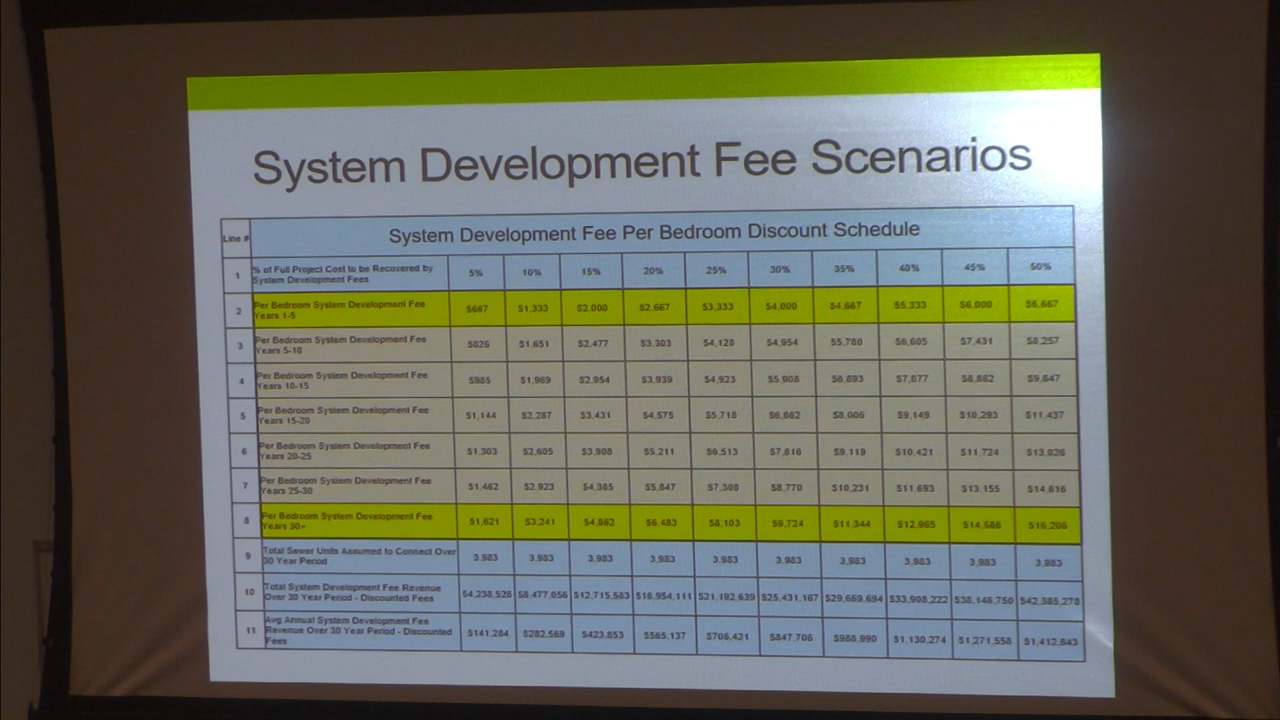 System Development Fee Scenarios
Line # System Development Fee Per Bedroom Discount Schedule
1 % of Full Project Cost to be Recovered by System Development Fees 5% 10% 15% 20% 25% 30% 35% 40% 45% 50%
2 Per Bedroom System Development Fee Years 1-5 $667 $1,333 $2,000 $2,667 $3,333 $4,000 $4,667 $5,333 $6,000 $6,667
3 Per Bedroom System Development Fee Years 5-10 $826 $1,651 $2,477 $3,303 $4,128 $4,954 $5,780 $6,605 $7,431 $8,257
4 Per Bedroom System Development Fee Years 10-15 $985 $1,969 $2,954 $3,939 $4,923 $5,908 $6,893 $7,877 $8,862 $9,847
5 Per Bedroom System Development Fee Years 15-20 $1,144 $2,287 $3,431 $4,575 $5,718 $6,862 $8,006 $9,149 $10,293 $11,437
6 Per Bedroom System Development Fee Years 20-25 $1,303 $2,605 $3,908 $5,211 $6,513 $7,816 $9,119 $10,421 $11,724 $13,026
7 Per Bedroom System Development Fee Years 25-30 $1,462 $2,923 $4,385 $5,847 $7,308 $8,770 $10,231 $11,693 $13,155 $14,616
8 Per Bedroom System Development Fee Years 30+ $1,621 $3,241 $4,862 $6,483 $8,103 $9,724 $11,344 $12,965 $14,586 $16,206
9 Total Sewer Units Assumed to Connect Over 30 Year Period 3,983 3,983 3,983 3,983 3,983 3,983 3,983 3,983 3,983 3,983
10 Total System Development Fee Revenue Over 30 Year Period - Discounted Fees $4,238,528 $8,477,056 $12,715,583 $16,954,111 $21,192,639 $25,431,167 $29,669,694 $33,908,222 $38,146,750 $42,385,278
11 Avg Annual System Development Fee Revenue Over 30 Year Period - Discounted Fees $141,284 $282,569 $423,853 $565,137 $706,421 $847,706 $988,990 $1,130,274 $1,271,558 $1,412,843